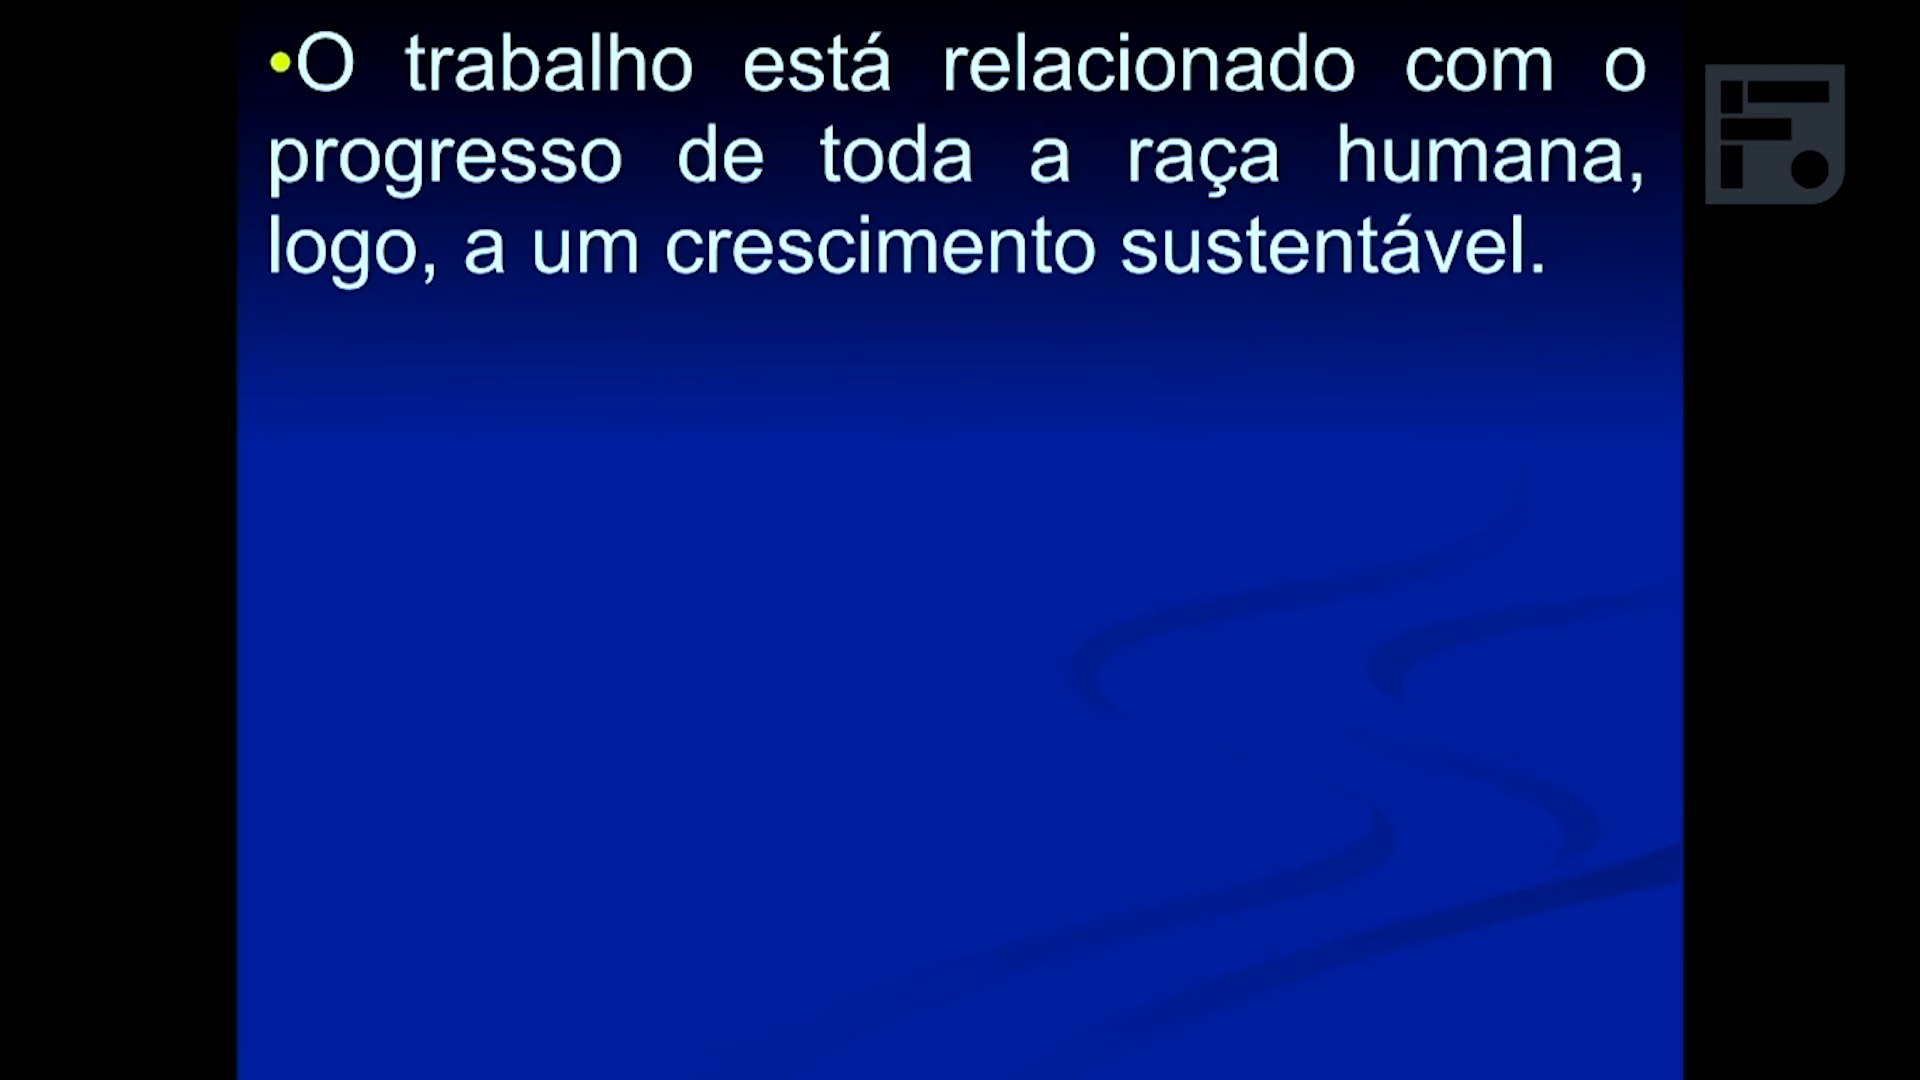 •O trabalho está relacionado com o
progresso de toda a raça humana,
logo, a um crescimento sustentável.